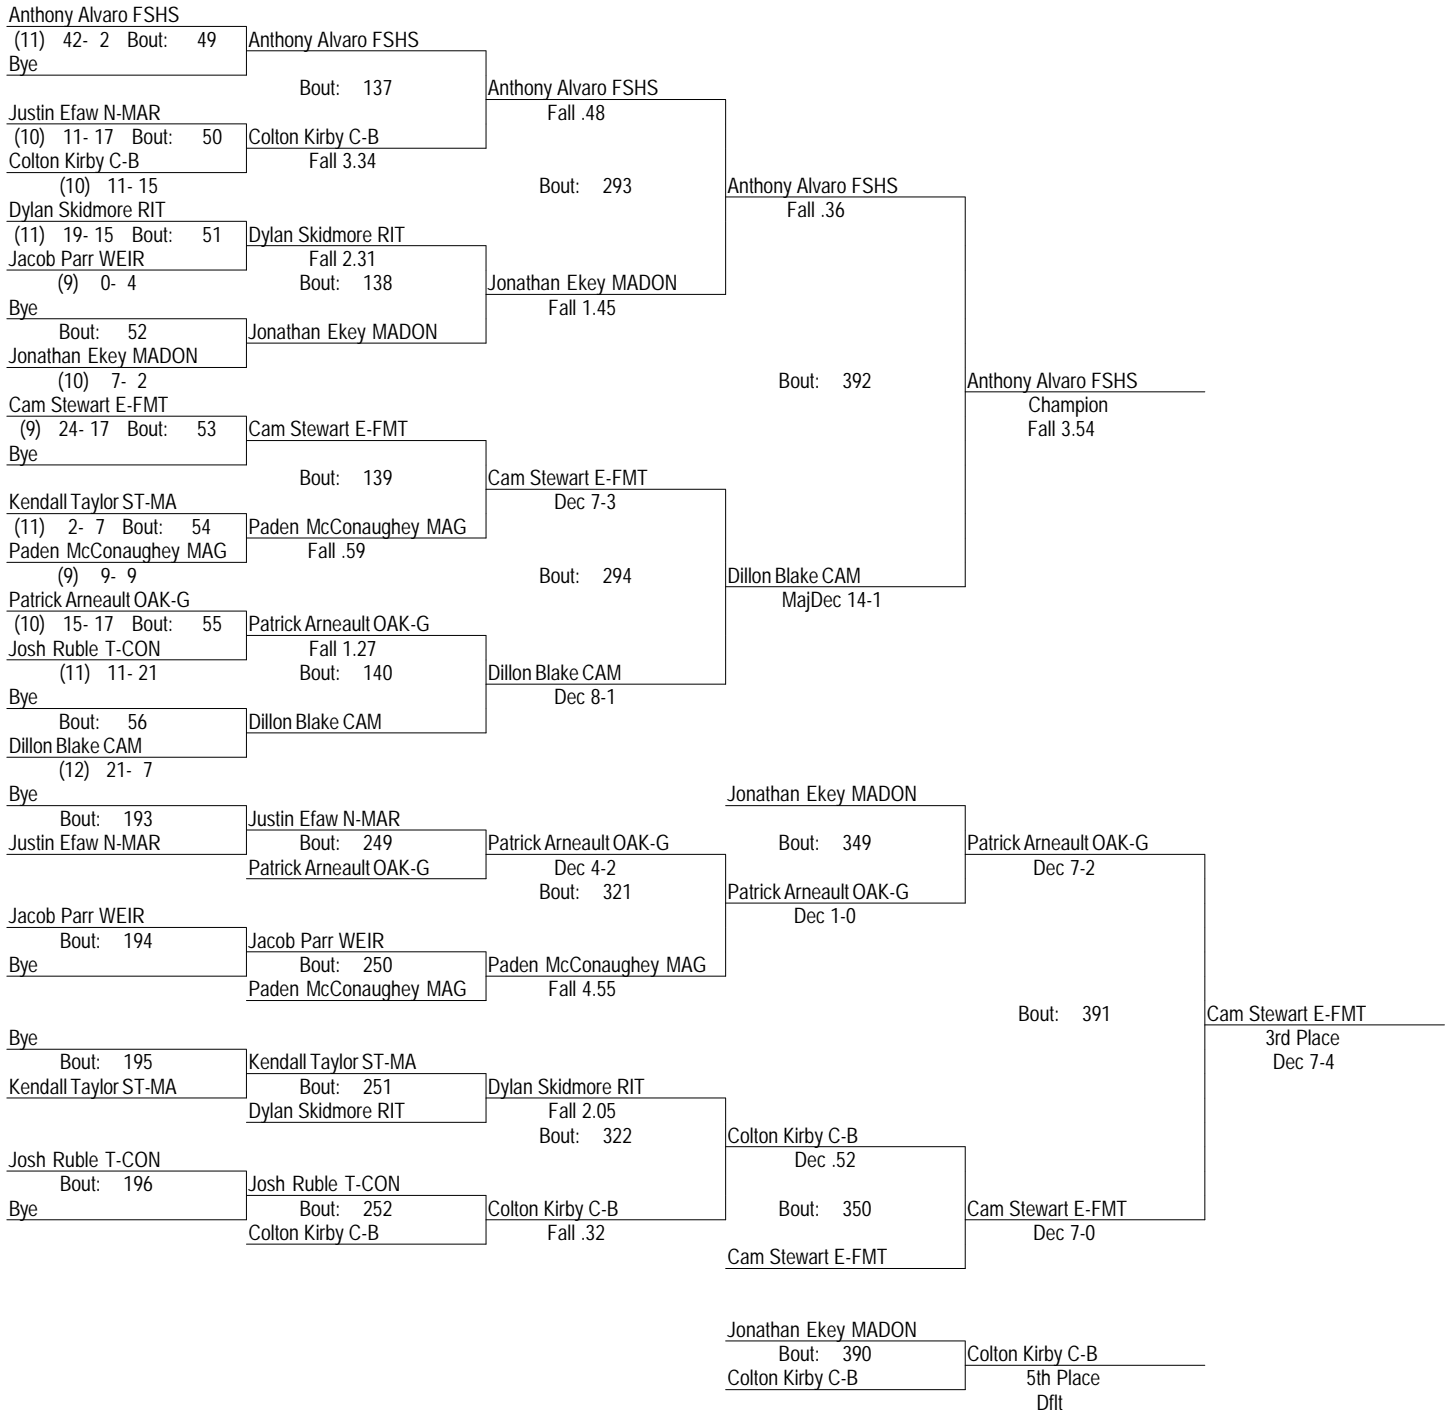 Anthony Alvaro FSHS
(11) 42- 2 Bout: 49
Bye
Anthony Alvaro FSHS
Bout: 137
Anthony Alvaro FSHS
Fall .48
Justin Efaw N-MAR
(10) 11- 17 Bout: 50
Colton Kirby C-B
(10) 11- 15
Colton Kirby C-B
Fall 3.34
Bout: 293
Anthony Alvaro FSHS
Fall .36
Dylan Skidmore RIT
(11) 19- 15 Bout: 51
Jacob Parr WEIR
(9) 0- 4
Dylan Skidmore RIT
Fall 2.31
Bout: 138
Jonathan Ekey MADON
Fall 1.45
Bye
Bout: 52
Jonathan Ekey MADON
(10) 7- 2
Jonathan Ekey MADON
Bout: 392
Anthony Alvaro FSHS
Champion
Fall 3.54
Cam Stewart E-FMT
(9) 24- 17 Bout: 53
Bye
Cam Stewart E-FMT
Bout: 139
Cam Stewart E-FMT
Dec 7-3
Kendall Taylor ST-MA
(11) 2- 7 Bout: 54
Paden McConaughey MAG
(9) 9- 9
Paden McConaughey MAG
Fall .59
Bout: 294
Dillon Blake CAM
MajDec 14-1
Patrick Arneault OAK-G
(10) 15- 17 Bout: 55
Josh Ruble T-CON
(11) 11- 21
Patrick Arneault OAK-G
Fall 1.27
Bout: 140
Dillon Blake CAM
Dec 8-1
Bye
Bout: 56
Dillon Blake CAM
(12) 21- 7
Dillon Blake CAM
Bye
Bout: 193
Justin Efaw N-MAR
Justin Efaw N-MAR
Bout: 249
Patrick Arneault OAK-G
Patrick Arneault OAK-G
Dec 4-2
Bout: 321
Jonathan Ekey MADON
Bout: 349
Patrick Arneault OAK-G
Dec 1-0
Patrick Arneault OAK-G
Dec 7-2
Jacob Parr WEIR
Bout: 194
Bye
Jacob Parr WEIR
Bout: 250
Paden McConaughey MAG
Paden McConaughey MAG
Fall 4.55
Bout: 391
Cam Stewart E-FMT
3rd Place
Dec 7-4
Bye
Bout: 195
Kendall Taylor ST-MA
Kendall Taylor ST-MA
Bout: 251
Dylan Skidmore RIT
Dylan Skidmore RIT
Fall 2.05
Bout: 322
Colton Kirby C-B
Dec .52
Josh Ruble T-CON
Bout: 196
Bye
Josh Ruble T-CON
Bout: 252
Colton Kirby C-B
Colton Kirby C-B
Fall .32
Bout: 350
Cam Stewart E-FMT
Cam Stewart E-FMT
Dec 7-0
Jonathan Ekey MADON
Bout: 390
Colton Kirby C-B
Colton Kirby C-B
5th Place
Dflt